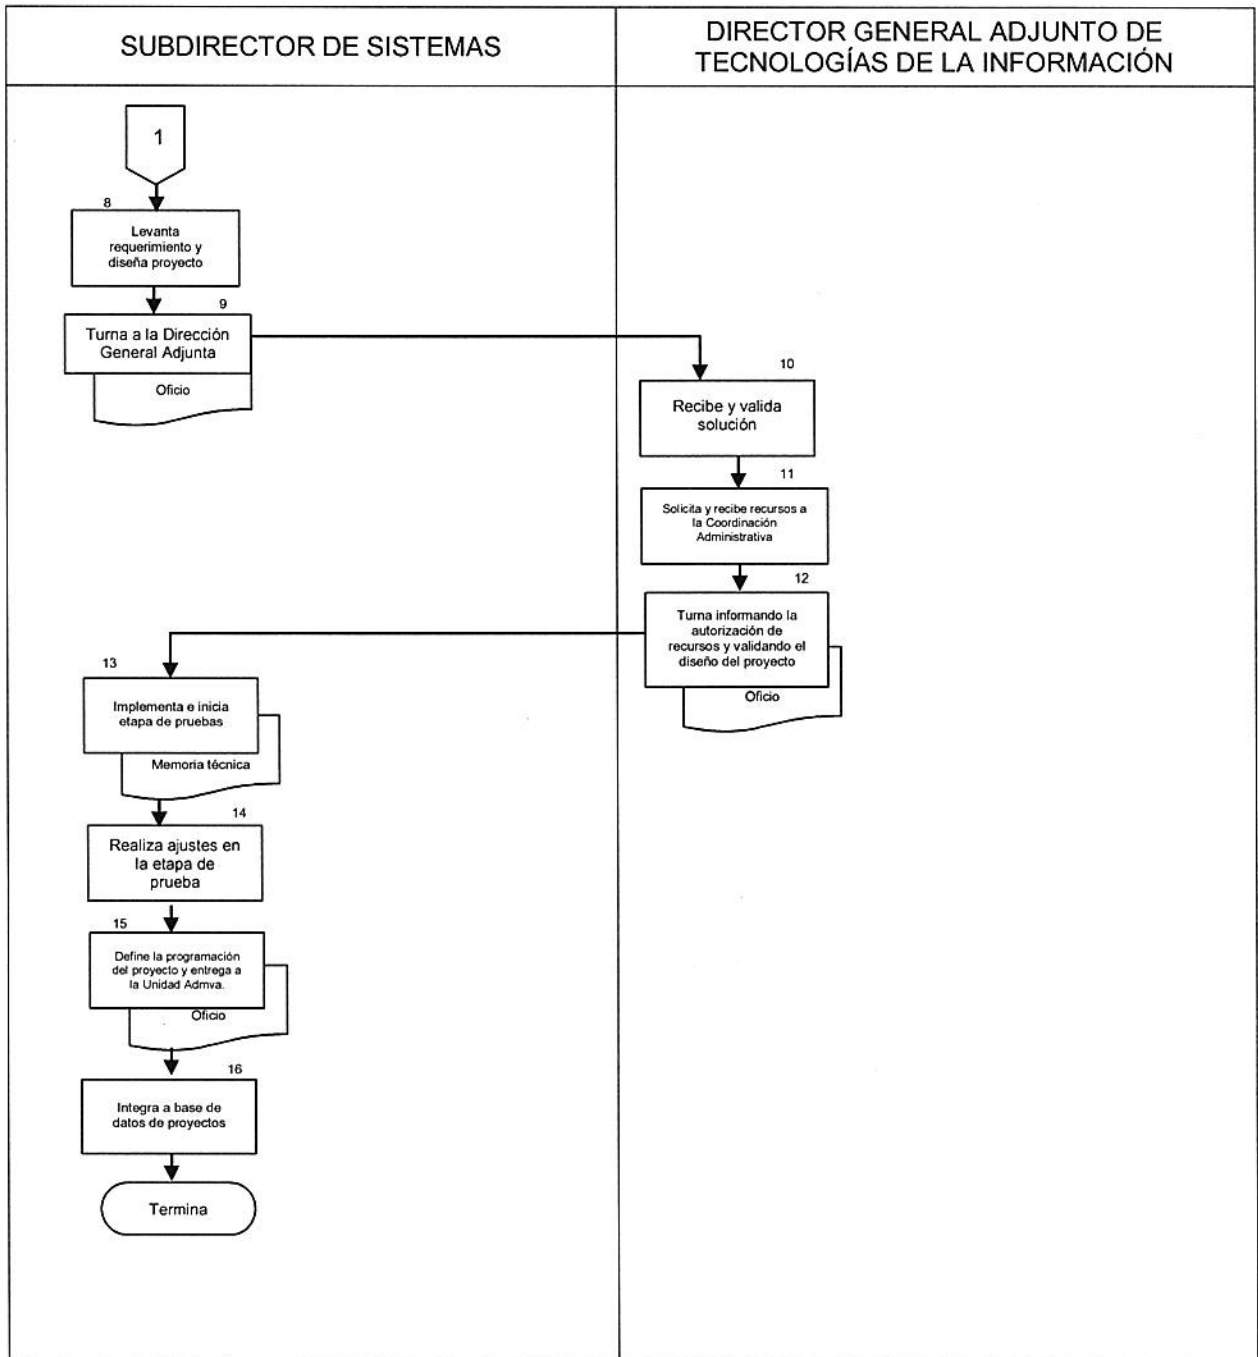 SUBDIRECTOR DE SISTEMAS
DIRECTOR GENERAL ADJUNTO DE
TECNOLOGÍAS DE LA INFORMACIÓN
1
8
Levanta
requerimiento y
diseña proyecto
9
Turna a la Dirección
General Adjunta
Oficio
10
Recibe y valida
solución
11
Solicita y recibe recursos a
la Coordinación
Administrativa
12
Turna informando la
autorización de
recursos y validando el
diseño del proyecto
Oficio
13
Implementa e inicia
etapa de pruebas
Memoria técnica
14
Realiza ajustes en
la etapa de
prueba
15
Define la programación
del proyecto y entrega a
la Unidad Admva.
Oficio
16
Integra a base de
datos de proyectos
Termina